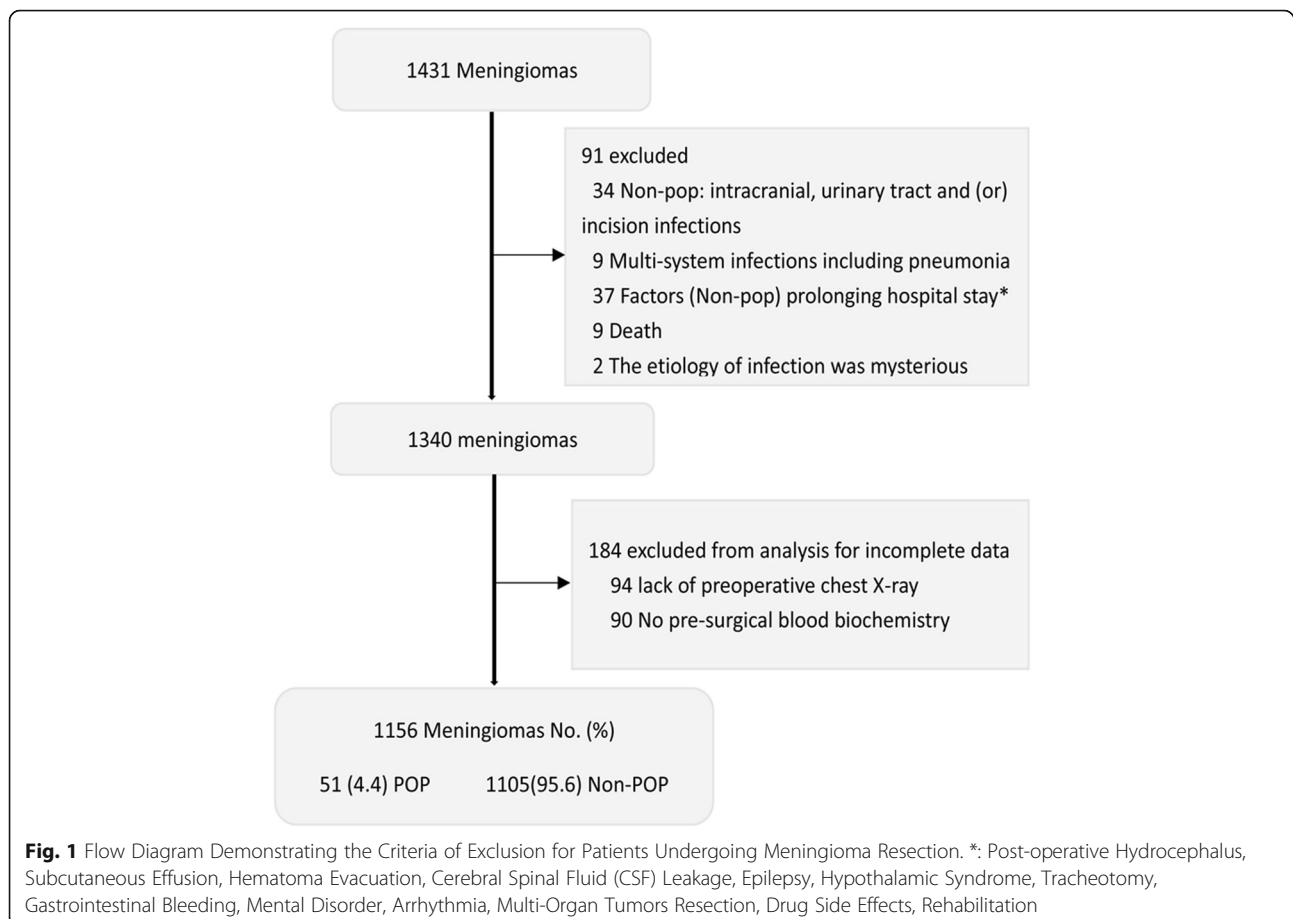 1431 Meningiomas
91 excluded
34 Non-pop: intracranial, urinary tract and (or)
incision infections
9 Multi-system infections including pneumonia
37 Factors (Non-pop) prolonging hospital stay*
9 Death
2 The etiology of infection was mysterious
1340 meningiomas
184 excluded from analysis for incomplete data
94 lack of preoperative chest X-ray
90 No pre-surgical blood biochemistry
1156 Meningiomas No. (%)
51 (4.4) POP 1105(95.6) Non-POP
Fig. 1 Flow Diagram Demonstrating the Criteria of Exclusion for Patients Undergoing Meningioma Resection. *: Post-operative Hydrocephalus,
Subcutaneous Effusion, Hematoma Evacuation, Cerebral Spinal Fluid (CSF) Leakage, Epilepsy, Hypothalamic Syndrome, Tracheotomy,
Gastrointestinal Bleeding, Mental Disorder, Arrhythmia, Multi-Organ Tumors Resection, Drug Side Effects, Rehabilitation